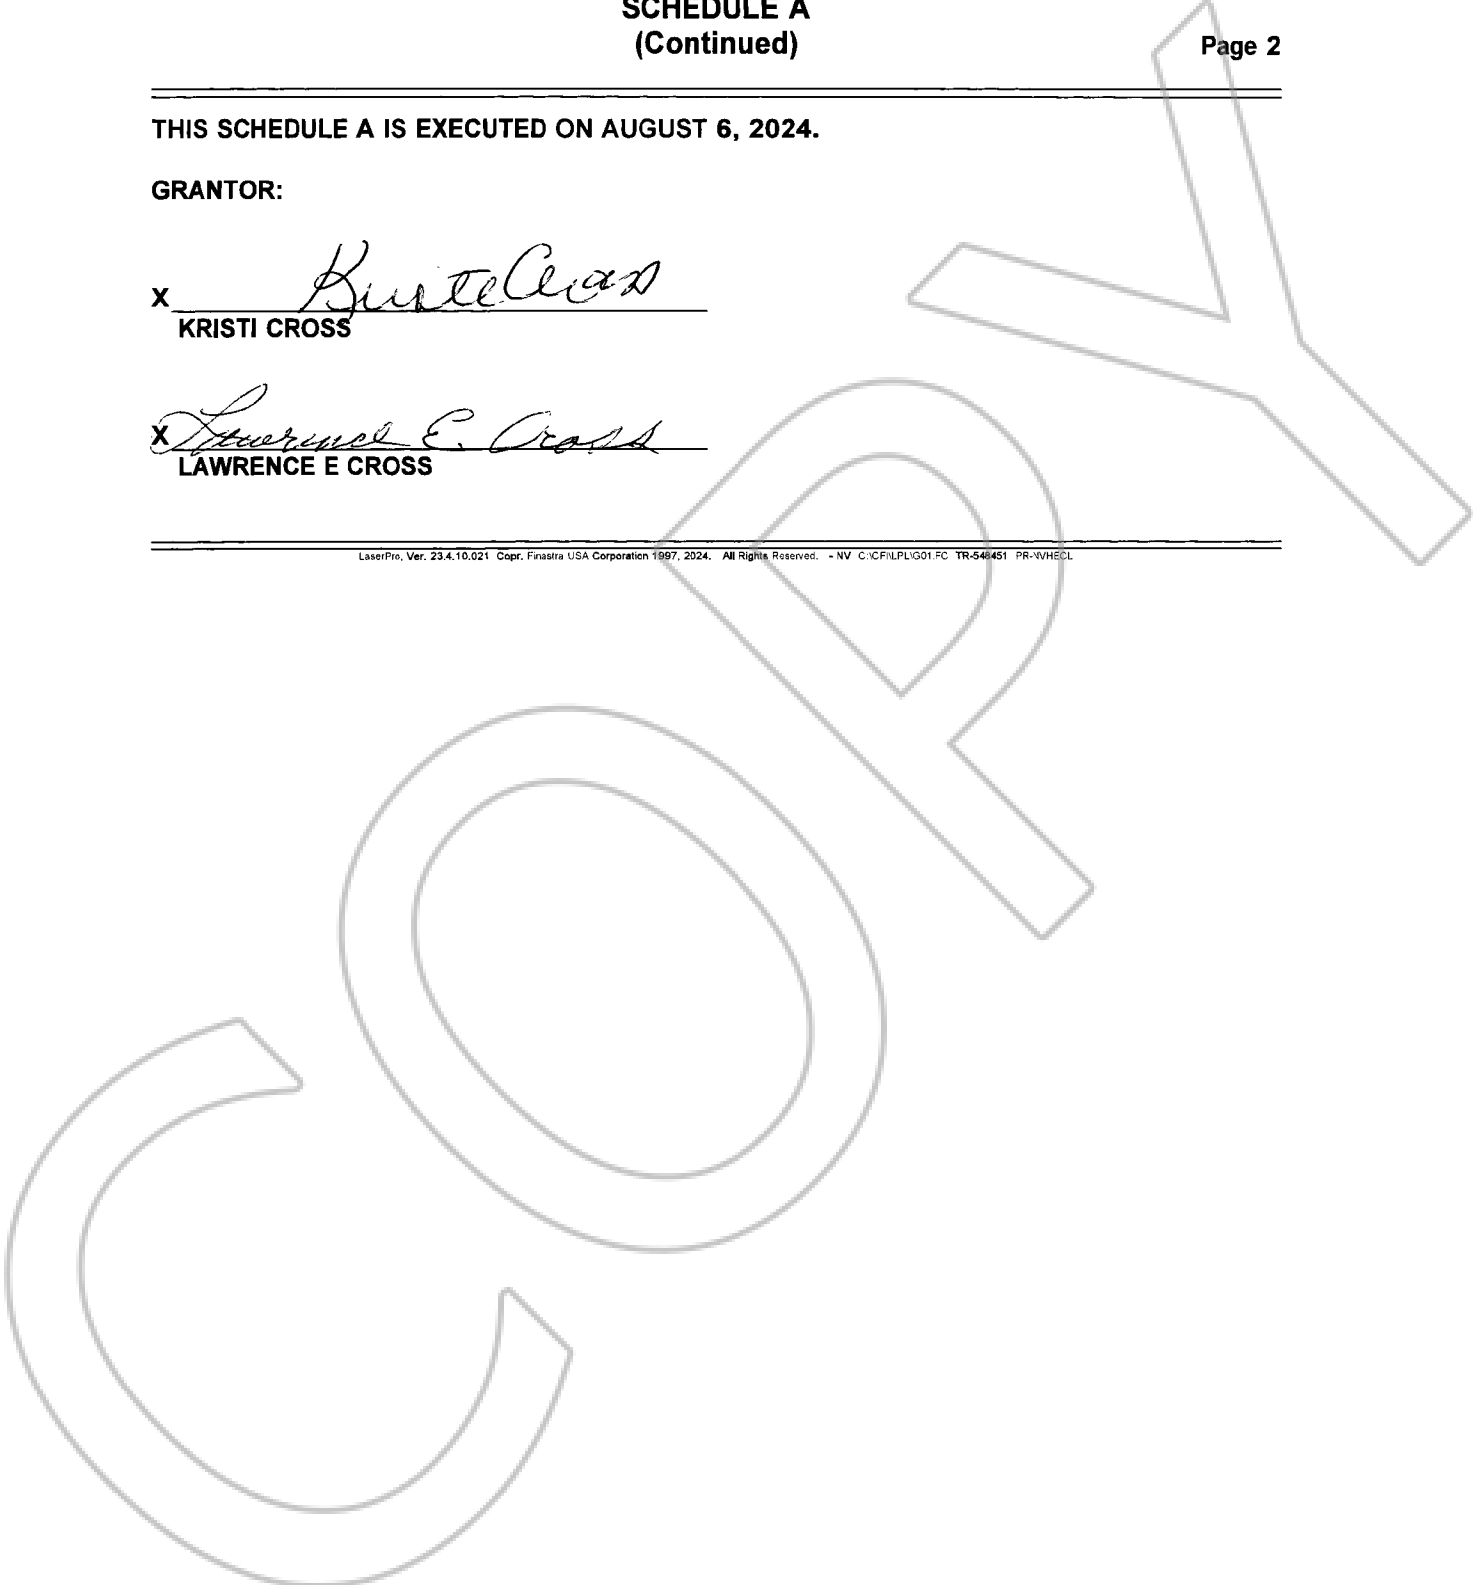 SCHEDULE A
(Continued)
Page 2
THIS SCHEDULE A IS EXECUTED ON AUGUST 6, 2024.
GRANTOR:
X Kristi Cross
KRISTI CROSS
X Lawrence E. Cross
LAWRENCE E CROSS
LaserPro, Ver. 23.4.10.021 Copr. Finastra USA Corporation 1997, 2024. All Rights Reserved. - NV C:\CFI\LPL\G01.FC TR-548451 PR-NVHECL
COPY